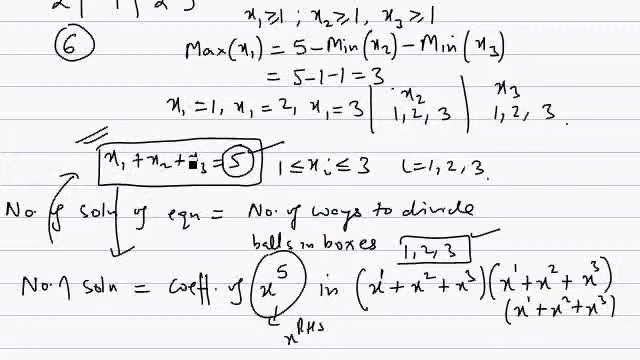 x₁ ≥ 1 ; x₂ ≥ 1, x₃ ≥ 1
⑥ Max(x₁) = 5 - Min(x₂) - Min(x₃)
= 5-1-1 = 3
x₁ = 1, x₁ = 2, x₁ = 3 | x₂ 1, 2, 3 | x₃ 1, 2, 3.
x₁ + x₂ + x₃ = 5 1 ≤ xi ≤ 3 i = 1, 2, 3.
No. of soln of eqn = No. of ways to divide
balls in boxes 1, 2, 3
No. of soln = coeff. of x⁵ in (x¹ + x² + x³)(x¹ + x² + x³)
(x¹ + x² + x³)
x^RHS